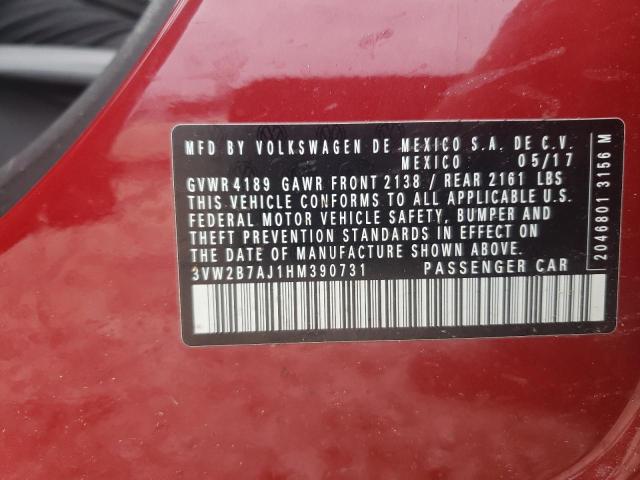 MFD BY VOLKSWAGEN DE MEXICO S.A. DE C.V.
MEXICO 05/17
GVWR 4189 GAWR FRONT 2138 / REAR 2161 LBS
THIS VEHICLE CONFORMS TO ALL APPLICABLE U.S.
FEDERAL MOTOR VEHICLE SAFETY, BUMPER AND
THEFT PREVENTION STANDARDS IN EFFECT ON
THE DATE OF MANUFACTURE SHOWN ABOVE.
3VW2B7AJ1HM390731 PASSENGER CAR
2046801 3156 M